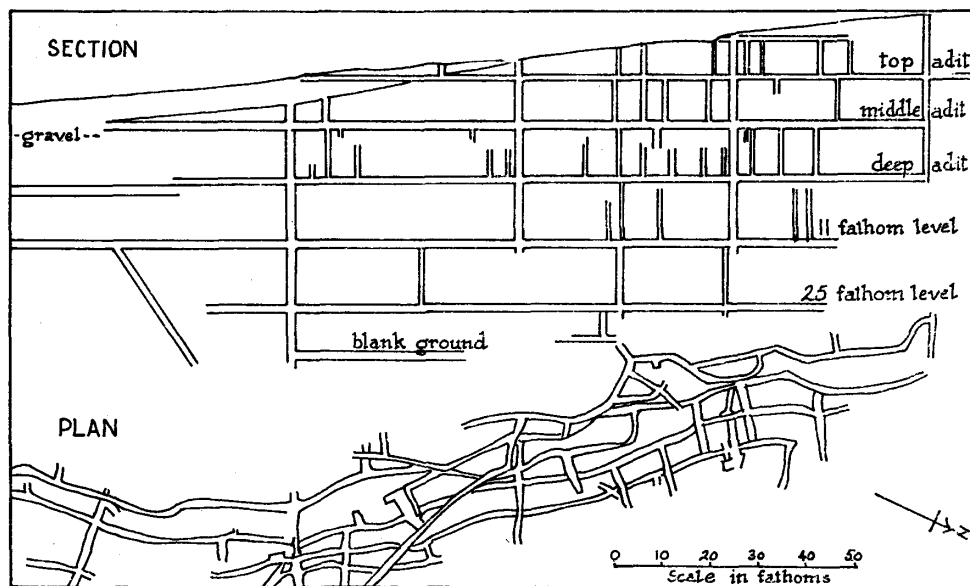 SECTION
top adit
middle adit
-gravel--
deep adit
11 fathom level
25 fathom level
blank ground
PLAN
N
0 10 20 30 40 50
Scale in fathoms